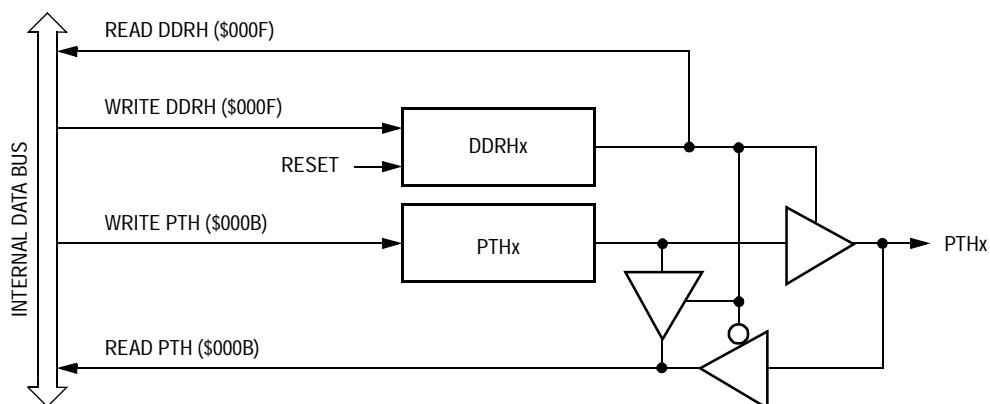 READ DDRH ($000F)
WRITE DDRH ($000F)
DDRHx
RESET
INTERNAL DATA BUS
WRITE PTH ($000B)
PTHx
PTHx
READ PTH ($000B)